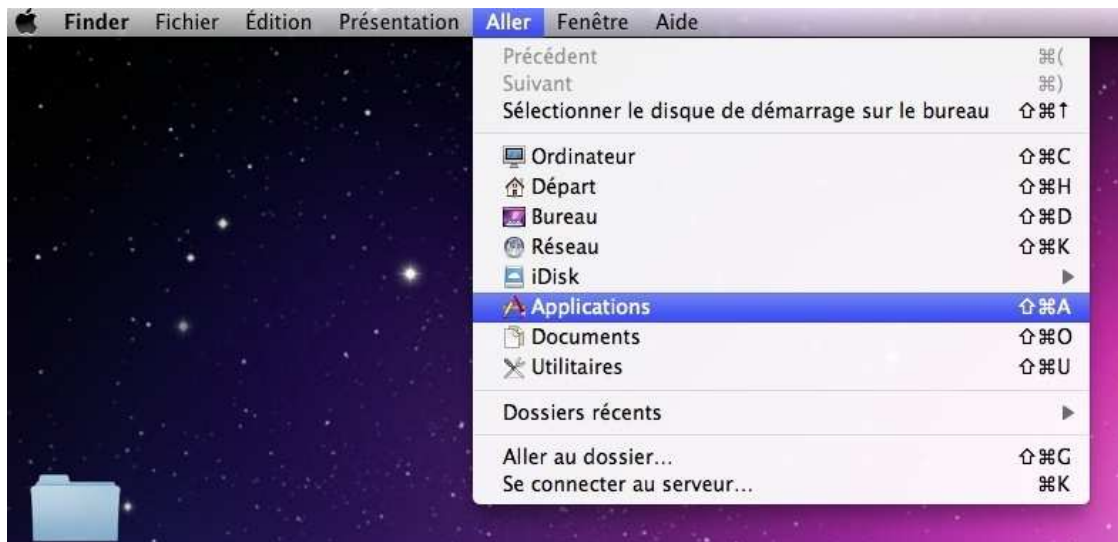 Finder Fichier Édition Présentation Aller Fenêtre Aide
Précédent ⌘(
Suivant ⌘)
Sélectionner le disque de démarrage sur le bureau ⇧⌘↑
Ordinateur ⇧⌘C
Départ ⇧⌘H
Bureau ⇧⌘D
Réseau ⇧⌘K
iDisk ▶
Applications ⇧⌘A
Documents ⇧⌘O
Utilitaires ⇧⌘U
Dossiers récents ▶
Aller au dossier... ⇧⌘G
Se connecter au serveur... ⌘K